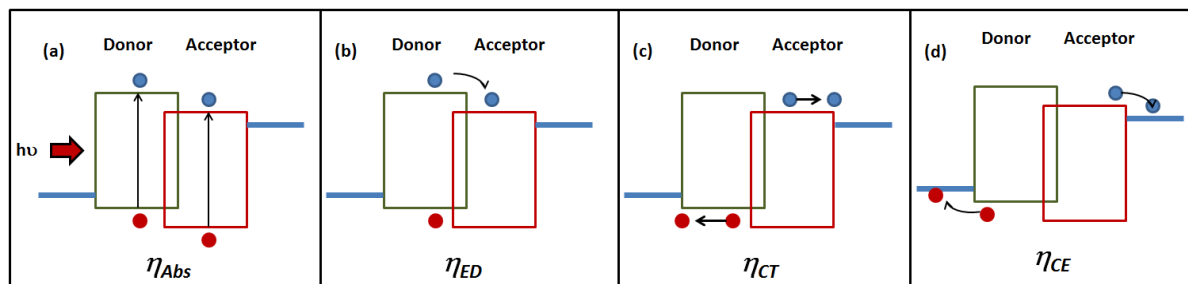 (a) Donor Acceptor
hυ
η_Abs
(b) Donor Acceptor
η_ED
(c) Donor Acceptor
η_CT
(d) Donor Acceptor
η_CE